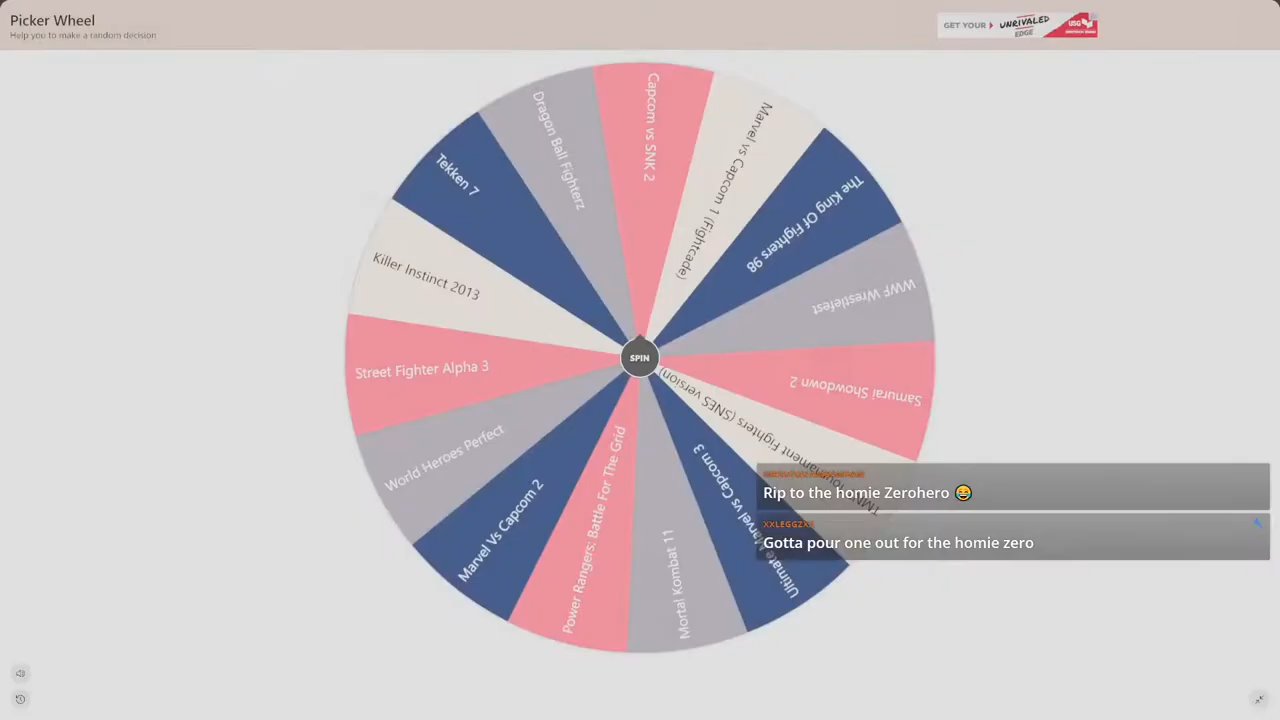 Picker Wheel
Help you to make a random decision
GET YOUR
UNRIVALED
EDGE
USG
Capcom vs SNK 2
Marvel vs Capcom 1 (Fightcade)
The King Of Fighters 98
WWF Wrestlefest
Samurai Showdown 2
TMNT Tournament Fighters (SNES version)
Ultimate Marvel vs Capcom 3
Mortal Kombat 11
Power Rangers: Battle For The Grid
Marvel Vs Capcom 2
World Heroes Perfect
Street Fighter Alpha 3
Killer Instinct 2013
Tekken 7
Dragon Ball Fighterz
SPIN
Rip to the homie Zerohero 😂
Gotta pour one out for the homie zero